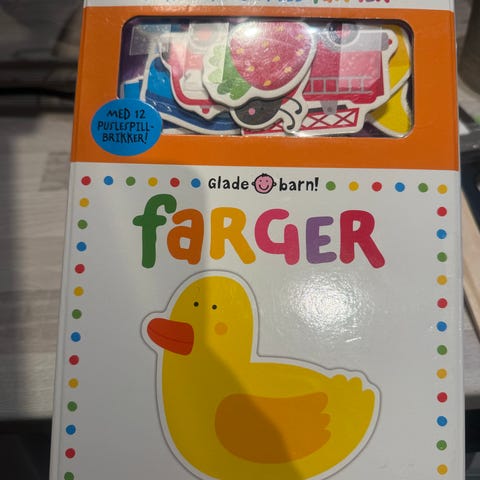 MED 12
PUSLESPILL-
BRIKKER!
Glade barn!
farger